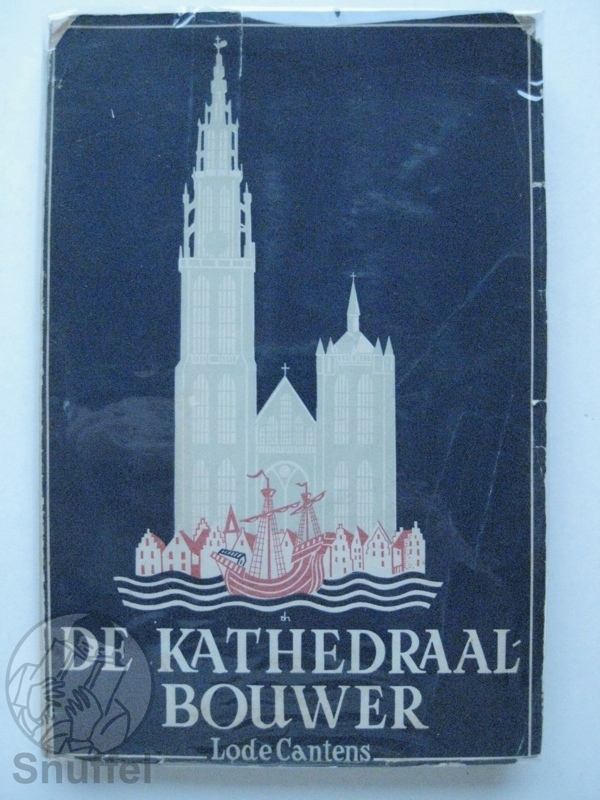 DE KATHEDRAAL-
BOUWER
Lode Cantens
Snuffel